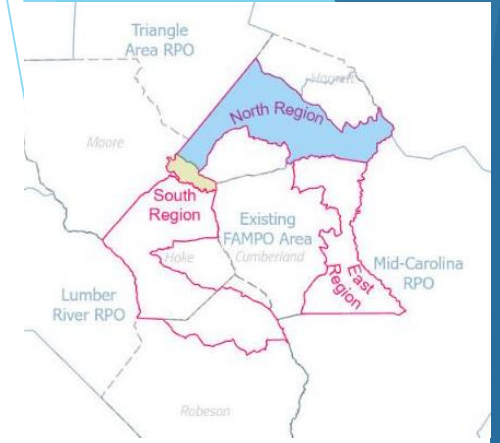 Triangle
Area RPO
Harnett
North Region
Moore
South
Region
Existing
FAMPO Area
Hoke
Cumberland
East
Region
Mid-Carolina
RPO
Lumber
River RPO
Robeson